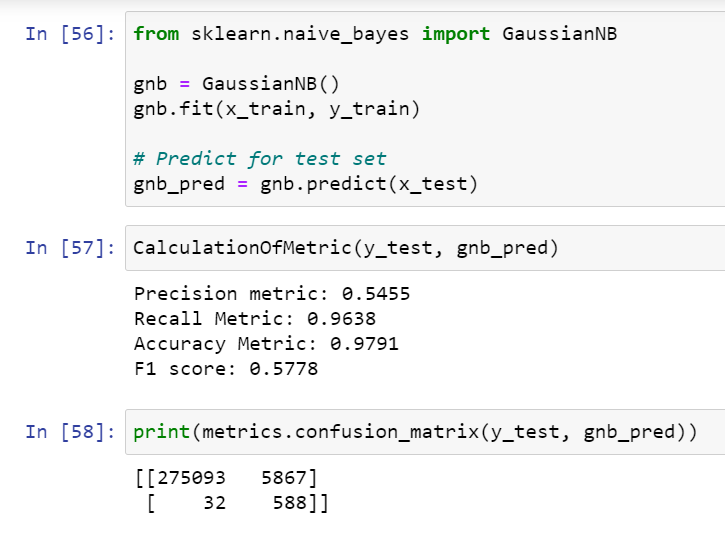 In [56]: from sklearn.naive_bayes import GaussianNB
gnb = GaussianNB()
gnb.fit(x_train, y_train)
# Predict for test set
gnb_pred = gnb.predict(x_test)
In [57]: CalculationOfMetric(y_test, gnb_pred)
Precision metric: 0.5455
Recall Metric: 0.9638
Accuracy Metric: 0.9791
F1 score: 0.5778
In [58]: print(metrics.confusion_matrix(y_test, gnb_pred))
[[275093   5867]
 [    32    588]]